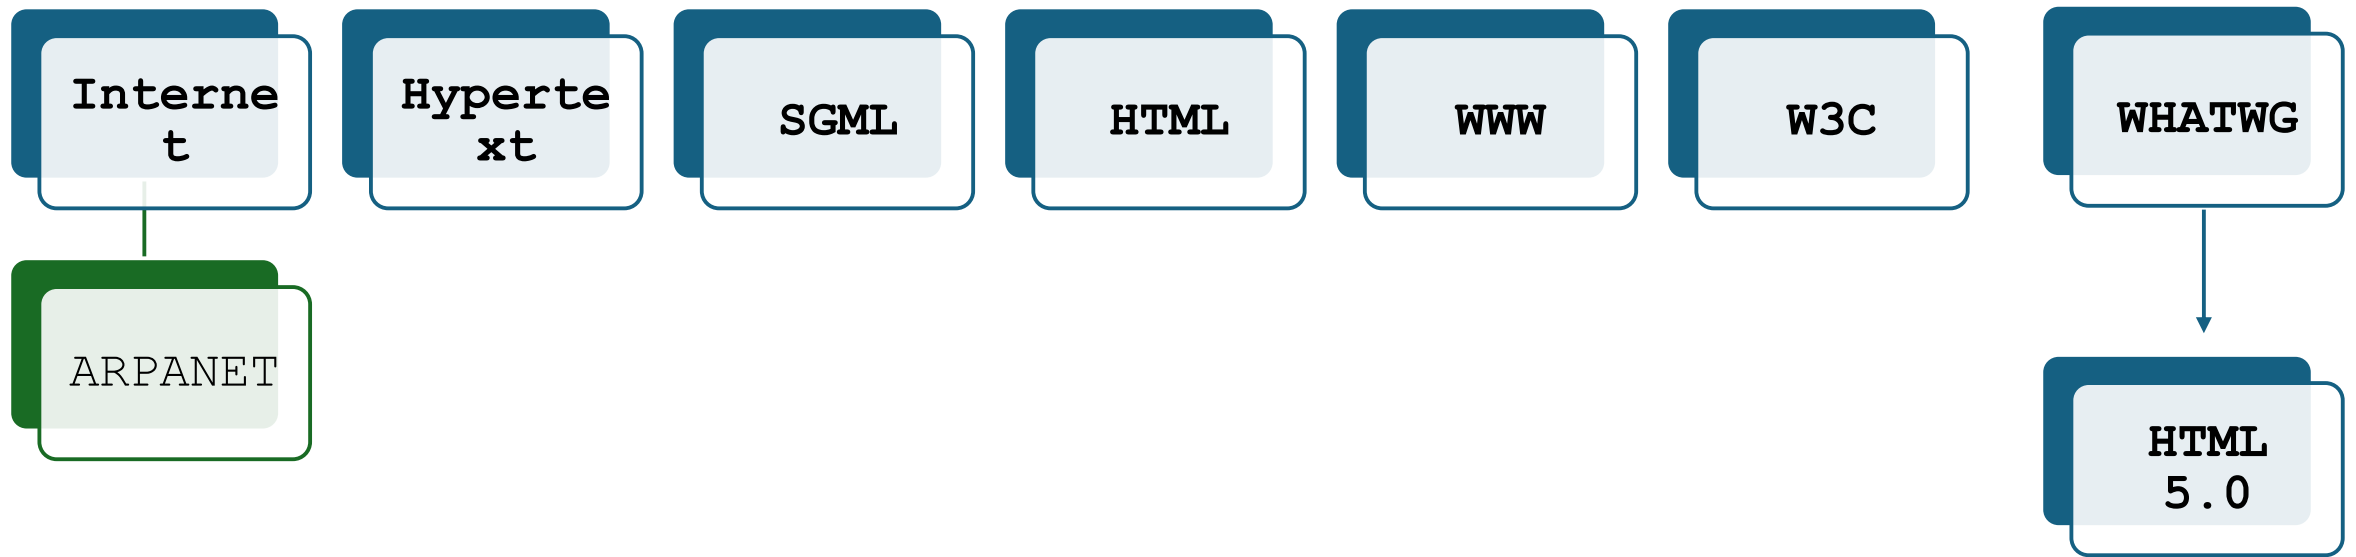 Interne
t
Hyperte
xt
SGML
HTML
WWW
W3C
WHATWG
ARPANET
HTML
5.0